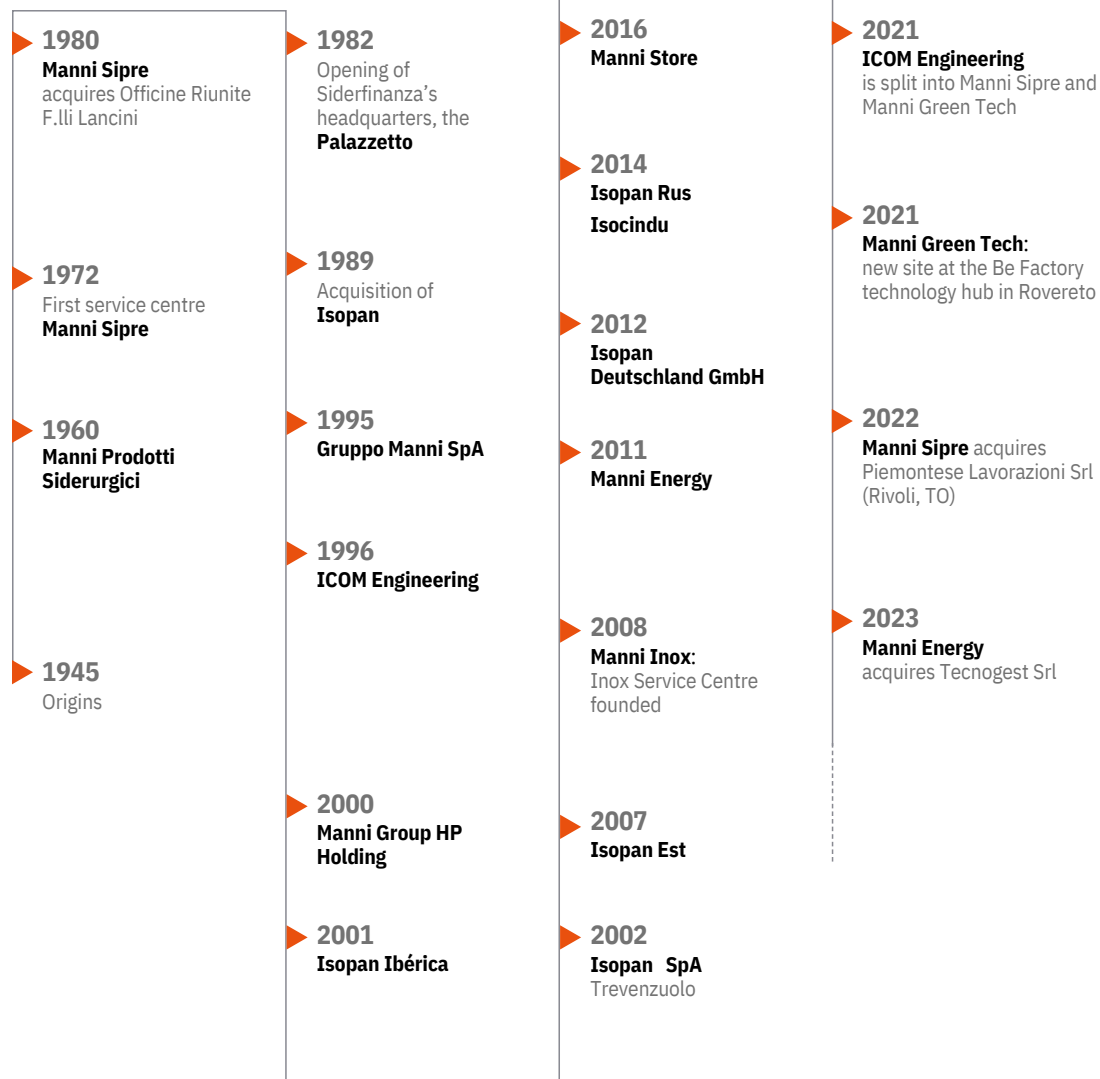 1980
Manni Sipre
acquires Officine Riunite
F.lli Lancini
1972
First service centre
Manni Sipre
1960
Manni Prodotti
Siderurgici
1945
Origins
1982
Opening of
Siderfinanza’s
headquarters, the
Palazzetto
1989
Acquisition of
Isopan
1995
Gruppo Manni SpA
1996
ICOM Engineering
2000
Manni Group HP
Holding
2001
Isopan Ibérica
2016
Manni Store
2014
Isopan Rus
Isocindu
2012
Isopan
Deutschland GmbH
2011
Manni Energy
2008
Manni Inox:
Inox Service Centre
founded
2007
Isopan Est
2002
Isopan SpA
Trevenzuolo
2021
ICOM Engineering
is split into Manni Sipre and
Manni Green Tech
2021
Manni Green Tech:
new site at the Be Factory
technology hub in Rovereto
2022
Manni Sipre acquires
Piemontese Lavorazioni Srl
(Rivoli, TO)
2023
Manni Energy
acquires Tecnogest Srl